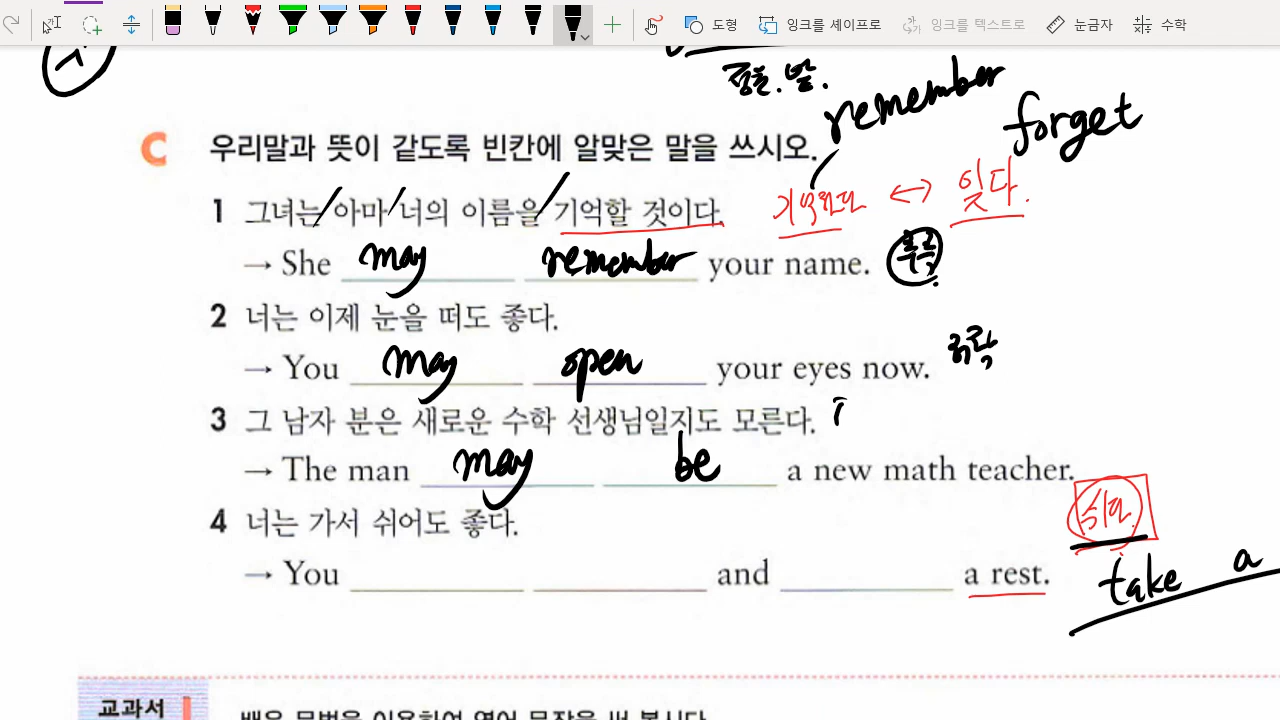 도형 잉크를 셰이프로 잉크를 텍스트로 눈금자 수학
remember
forget
C 우리말과 뜻이 같도록 빈칸에 알맞은 말을 쓰시오.
1 그녀는/아마/너의 이름을/기억할 것이다. 기억하다 ↔ 잊다.
→ She may remember your name. 추측
2 너는 이제 눈을 떠도 좋다.
→ You may open your eyes now. 허락
3 그 남자 분은 새로운 수학 선생님일지도 모른다.
→ The man may be a new math teacher.
쉬다.
4 너는 가서 쉬어도 좋다.
→ You ___ ___ and ___ a rest.
take a
교과서